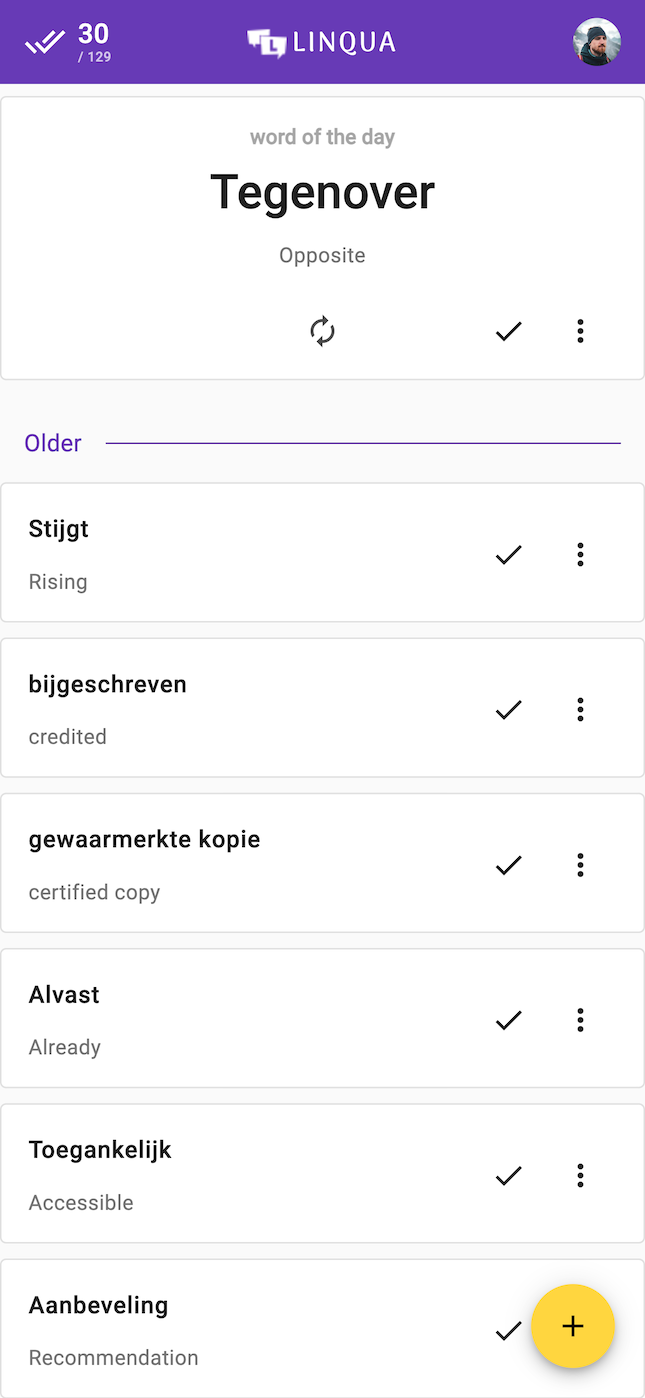 30
/ 129
LINQUA
word of the day
Tegenover
Opposite
Older
Stijgt
Rising
bijgeschreven
credited
gewaarmerkte kopie
certified copy
Alvast
Already
Toegankelijk
Accessible
Aanbeveling
Recommendation